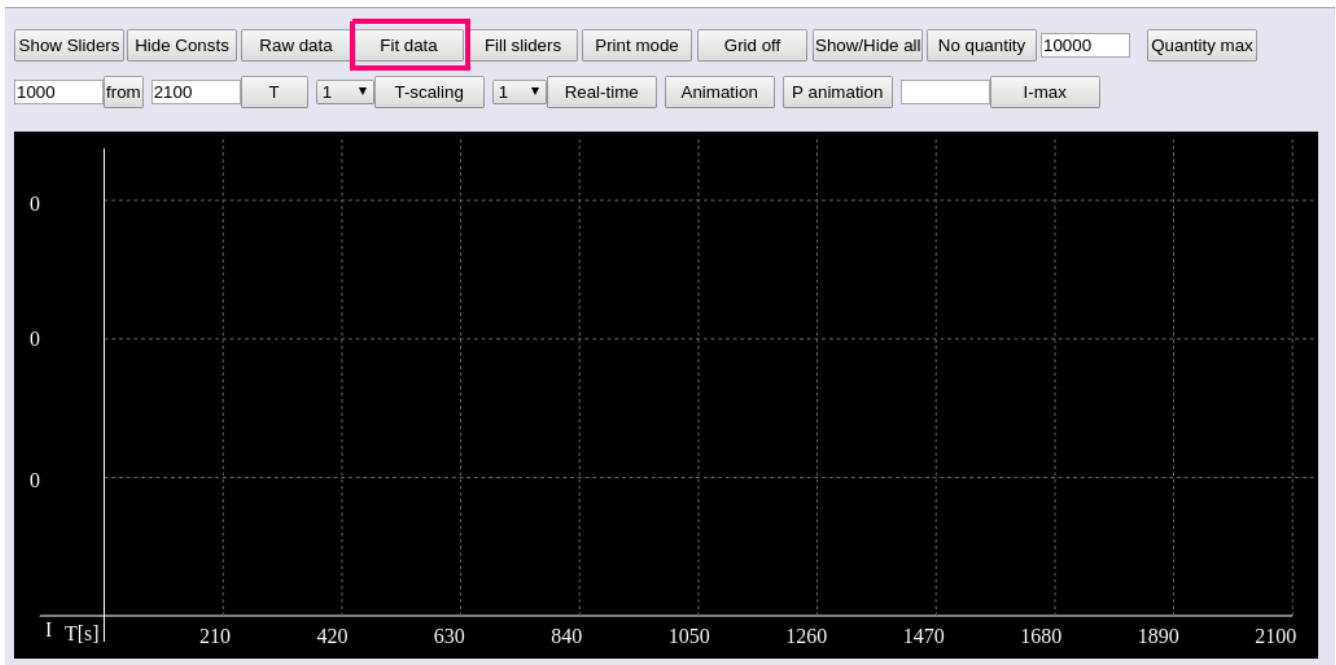 Show Sliders Hide Consts Raw data Fit data Fill sliders Print mode Grid off Show/Hide all No quantity 10000 Quantity max
1000 from 2100 T 1 T-scaling 1 Real-time Animation P animation I-max
0
0
0
I T[s] 210 420 630 840 1050 1260 1470 1680 1890 2100